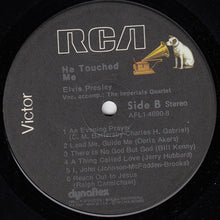 RCA
He Touched
Me
Elvis Presley
Voc. accomp.: The Imperials Quartet
Side B Stereo
AFL1-4690-B
1 An Evening Prayer
(C. M. Battersby-Charles H. Gabriel)
2 Lead Me, Guide Me (Doris Akers)
3 There Is No God But God (Bill Kenny)
4 A Thing Called Love (Jerry Hubbard)
5 I, John (Johnson-McFadden-Brooks)
6 Reach Out to Jesus
(Ralph Carmichael)
dynaflex
Victor